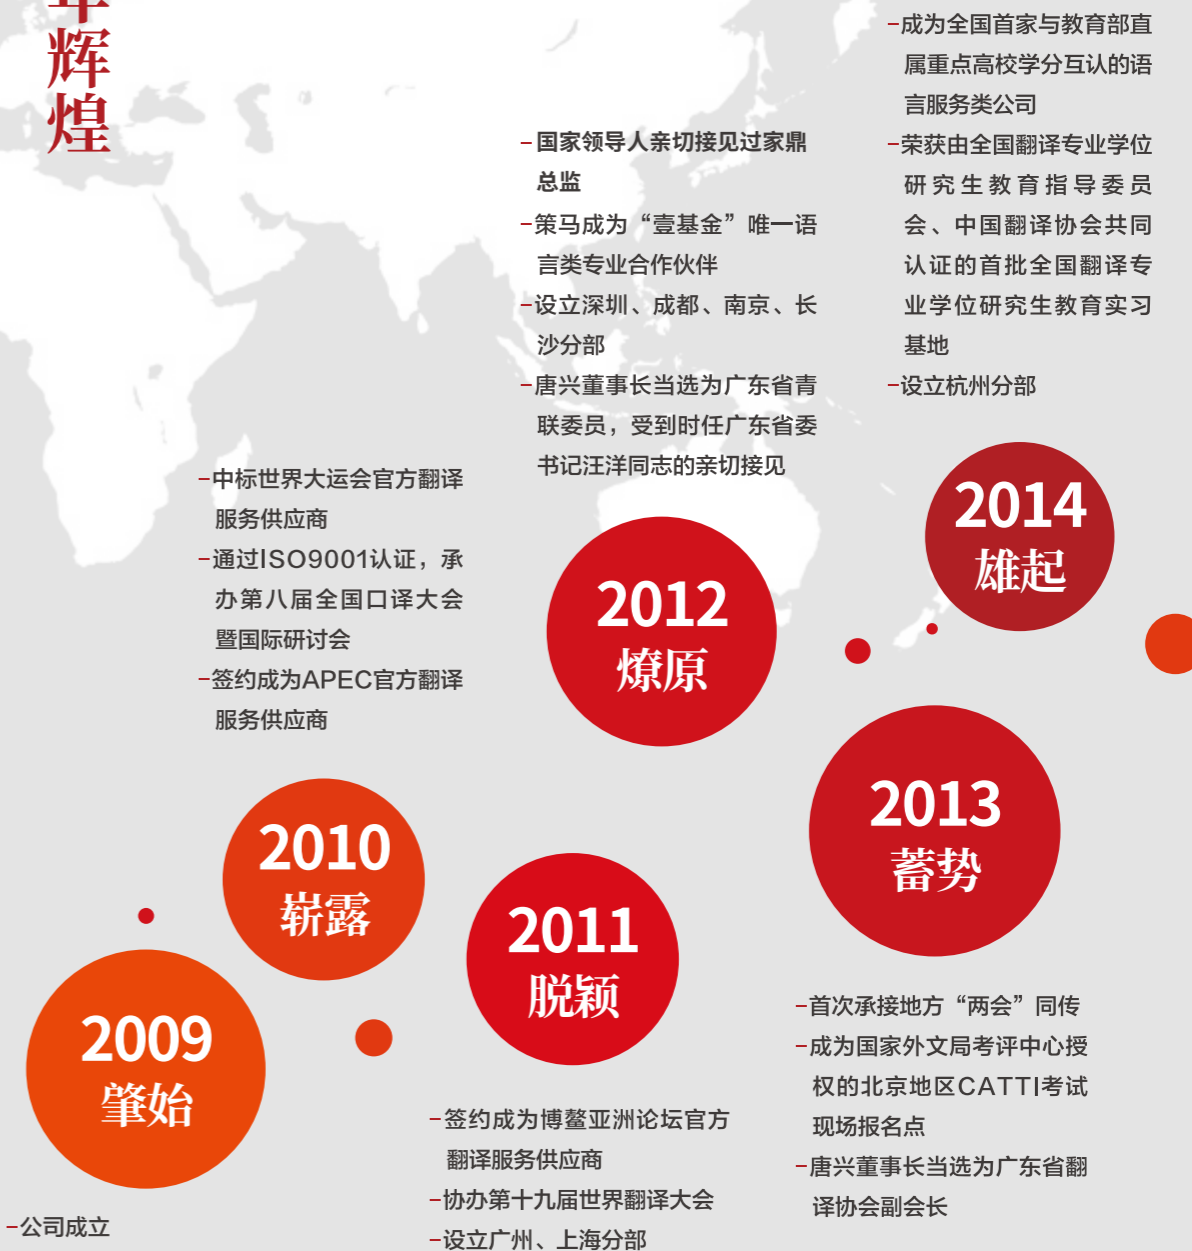 辉
煌
2009
肇始
–公司成立
2010
崭露
–中标世界大运会官方翻译
服务供应商
–通过ISO9001认证，承
办第八届全国口译大会
暨国际研讨会
–签约成为APEC官方翻译
服务供应商
2011
脱颖
–签约成为博鳌亚洲论坛官方
翻译服务供应商
–协办第十九届世界翻译大会
–设立广州、上海分部
2012
燎原
–国家领导人亲切接见过家鼎
总监
–策马成为“壹基金”唯一语
言类专业合作伙伴
–设立深圳、成都、南京、长
沙分部
–唐兴董事长当选为广东省青
联委员，受到时任广东省委
书记汪洋同志的亲切接见
2013
蓄势
–首次承接地方“两会”同传
–成为国家外文局考评中心授
权的北京地区CATTI考试
现场报名点
–唐兴董事长当选为广东省翻
译协会副会长
2014
雄起
–成为全国首家与教育部直
属重点高校学分互认的语
言服务类公司
–荣获由全国翻译专业学位
研究生教育指导委员
会、中国翻译协会共同
认证的首批全国翻译专
业学位研究生教育实习
基地
–设立杭州分部